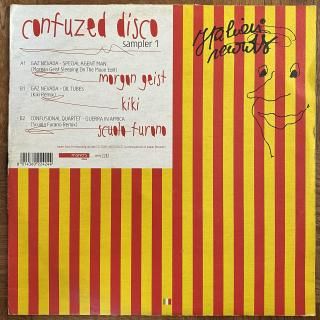 confuzed disco
sampler 1
A1 GAZ NEVADA - SPECIAL AGENT MAN
(Morgan Geist Sleeping On The Moon Edit)
morgan geist
B1 GAZ NEVADA - OIL TUBES
(Kiki Remix)
kiki
B2 CONFUSIONAL QUARTET - GUERRA IN AFRICA
(Scuola Furano Remix)
scuola furano
Italian
records